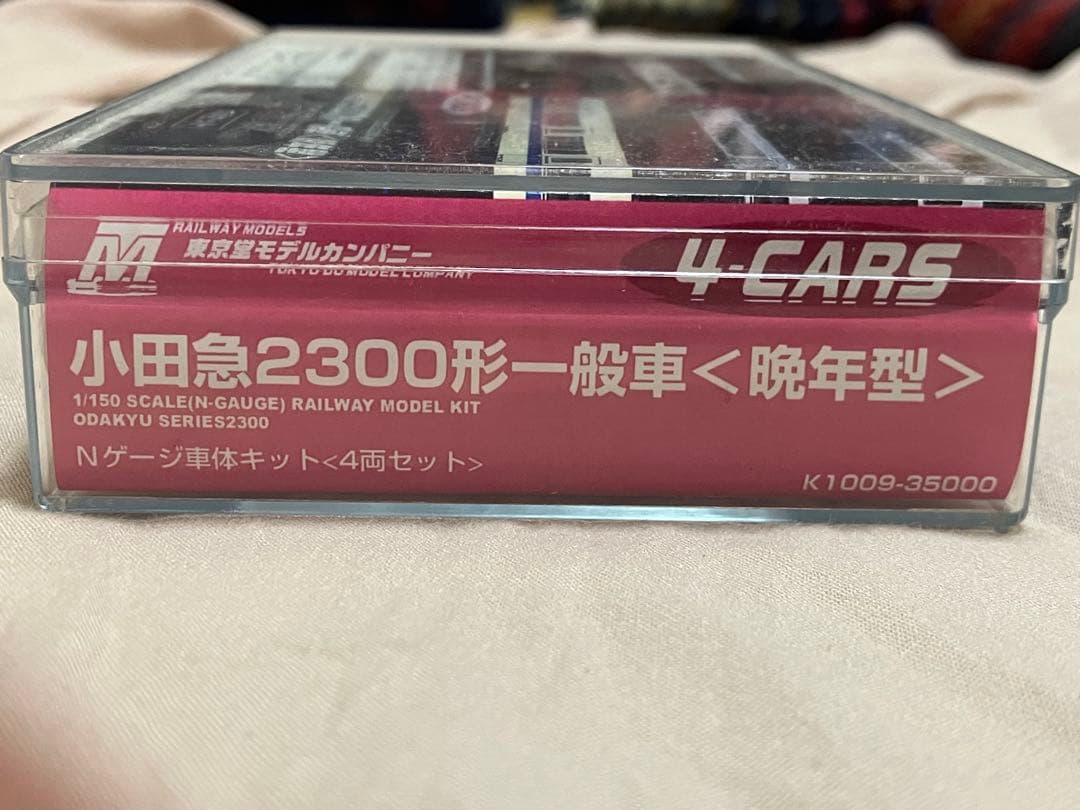 RAILWAY MODELS
TM
東京堂モデルカンパニー
TOKYO DO MODEL COMPANY
4-CARS
小田急2300形一般車＜晩年型＞
1/150 SCALE(N-GAUGE) RAILWAY MODEL KIT
ODAKYU SERIES2300
Nゲージ車体キット<4両セット>
K1009-35000